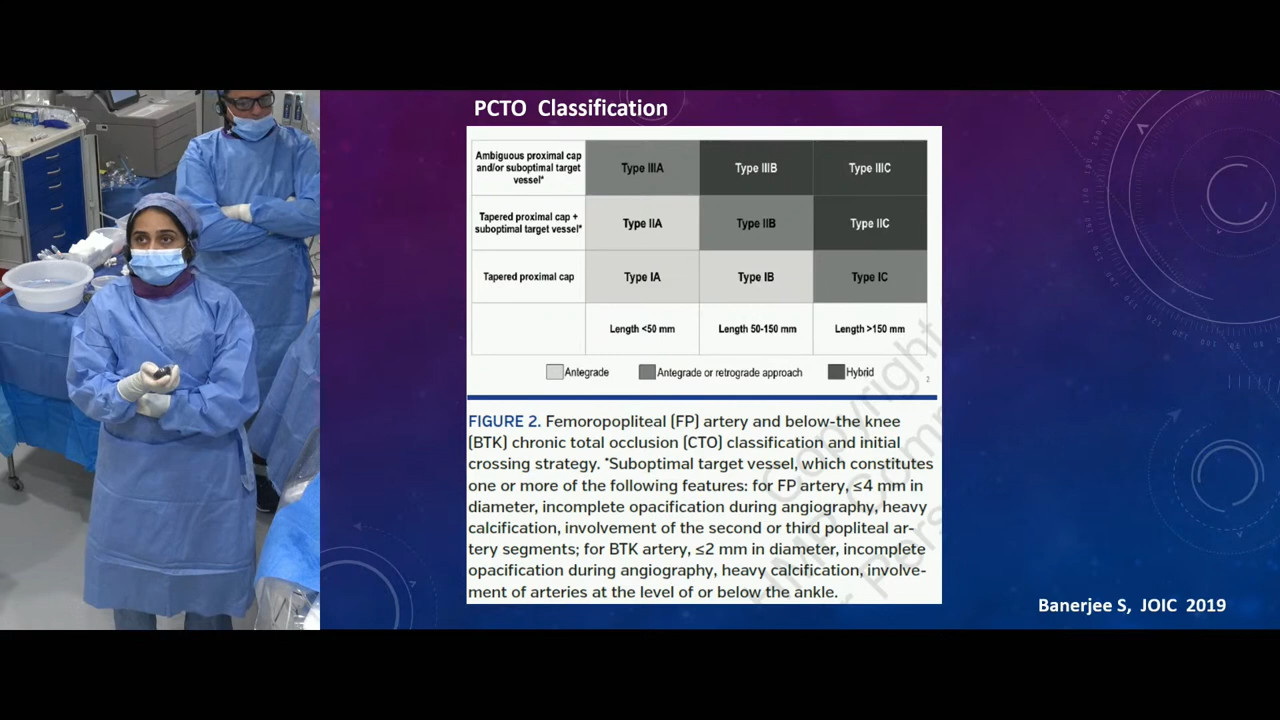 PCTO Classification
Ambiguous proximal cap
and/or suboptimal target
vessel*
Type IIIA
Type IIIB
Type IIIC
Tapered proximal cap +
suboptimal target vessel*
Type IIA
Type IIB
Type IIC
Tapered proximal cap
Type IA
Type IB
Type IC
Length <50 mm
Length 50-150 mm
Length >150 mm
Antegrade
Antegrade or retrograde approach
Hybrid
2
FIGURE 2. Femoropopliteal (FP) artery and below-the knee
(BTK) chronic total occlusion (CTO) classification and initial
crossing strategy. *Suboptimal target vessel, which constitutes
one or more of the following features: for FP artery, ≤4 mm in
diameter, incomplete opacification during angiography, heavy
calcification, involvement of the second or third popliteal ar-
tery segments; for BTK artery, ≤2 mm in diameter, incomplete
opacification during angiography, heavy calcification, involve-
ment of arteries at the level of or below the ankle.
Copyright
HMP Com
Pers
Banerjee S, JOIC 2019